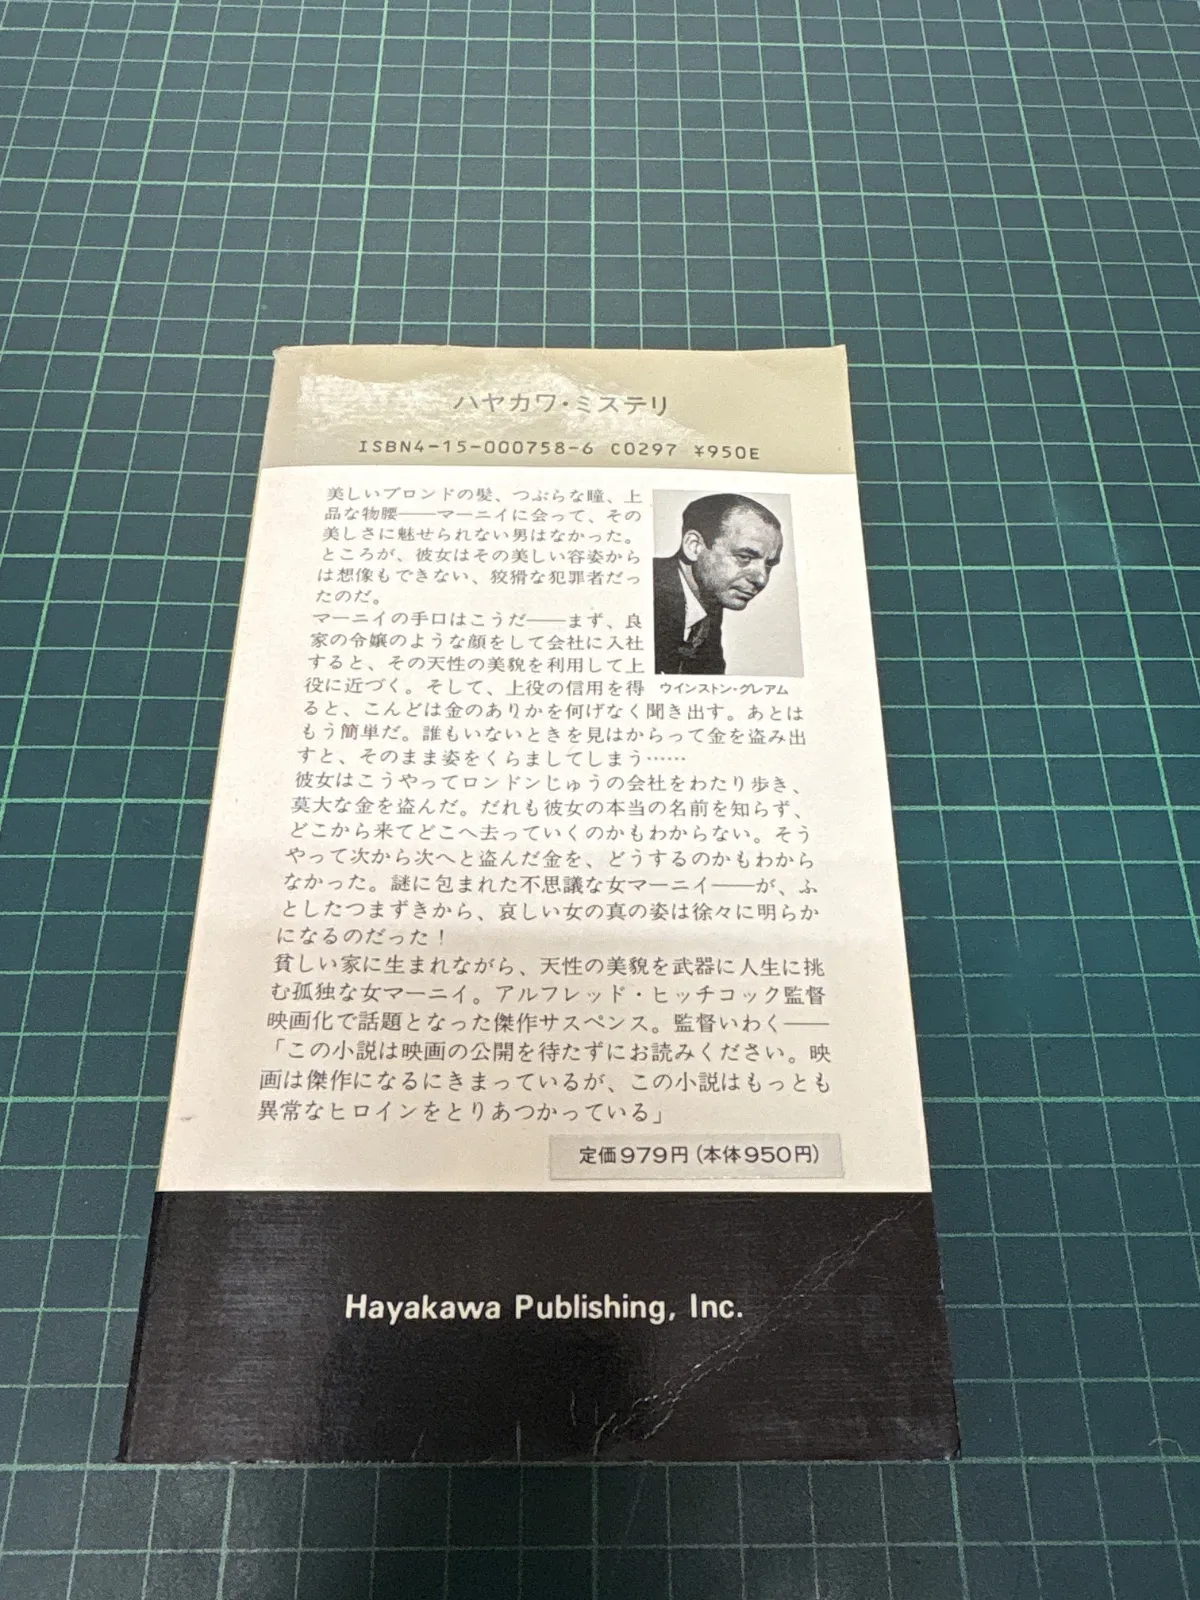 ハヤカワ・ミステリ
ISBN4-15-000758-6 C0297 ¥950E
美しいブロンドの髪、つぶらな瞳、上
品な物腰――マーニイに会って、その
美しさに魅せられない男はなかった。
ところが、彼女はその美しい容姿から
は想像もできない、狡猾な犯罪者だっ
たのだ。
マーニイの手口はこうだ――まず、良
家の令嬢のような顔をして会社に入社
すると、その天性の美貌を利用して上
役に近づく。そして、上役の信用を得
ると、こんどは金のありかを何げなく聞き出す。あとは
もう簡単だ。誰もいないときを見はからって金を盗み出
すと、そのまま姿をくらましてしまう……
彼女はこうやってロンドンじゅうの会社をわたり歩き、
莫大な金を盗んだ。だれも彼女の本当の名前を知らず、
どこから来てどこへ去っていくのかもわからない。そう
やって次から次へと盗んだ金を、どうするのかもわから
なかった。謎に包まれた不思議な女マーニイ――が、ふ
としたつまずきから、哀しい女の真の姿は徐々に明らか
になるのだった！
貧しい家に生まれながら、天性の美貌を武器に人生に挑
む孤独な女マーニイ。アルフレッド・ヒッチコック監督
映画化で話題となった傑作サスペンス。監督いわく――
「この小説は映画の公開を待たずにお読みください。映
画は傑作になるにきまっているが、この小説はもっとも
異常なヒロインをとりあつかっている」
ウインストン・グレアム
定価979円(本体950円)
Hayakawa Publishing, Inc.